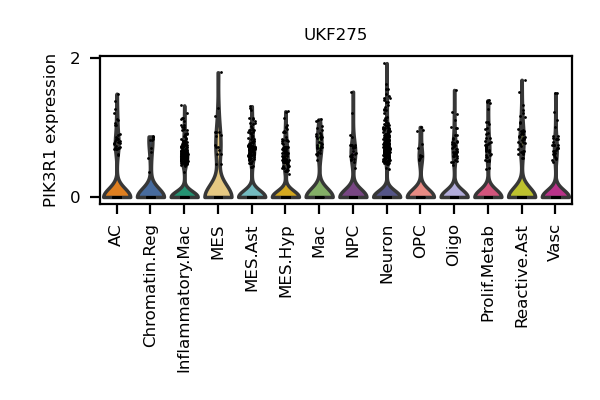 UKF275
PIK3R1 expression
2
0
AC
Chromatin.Reg
Inflammatory.Mac
MES
MES.Ast
MES.Hyp
Mac
NPC
Neuron
OPC
Oligo
Prolif.Metab
Reactive.Ast
Vasc